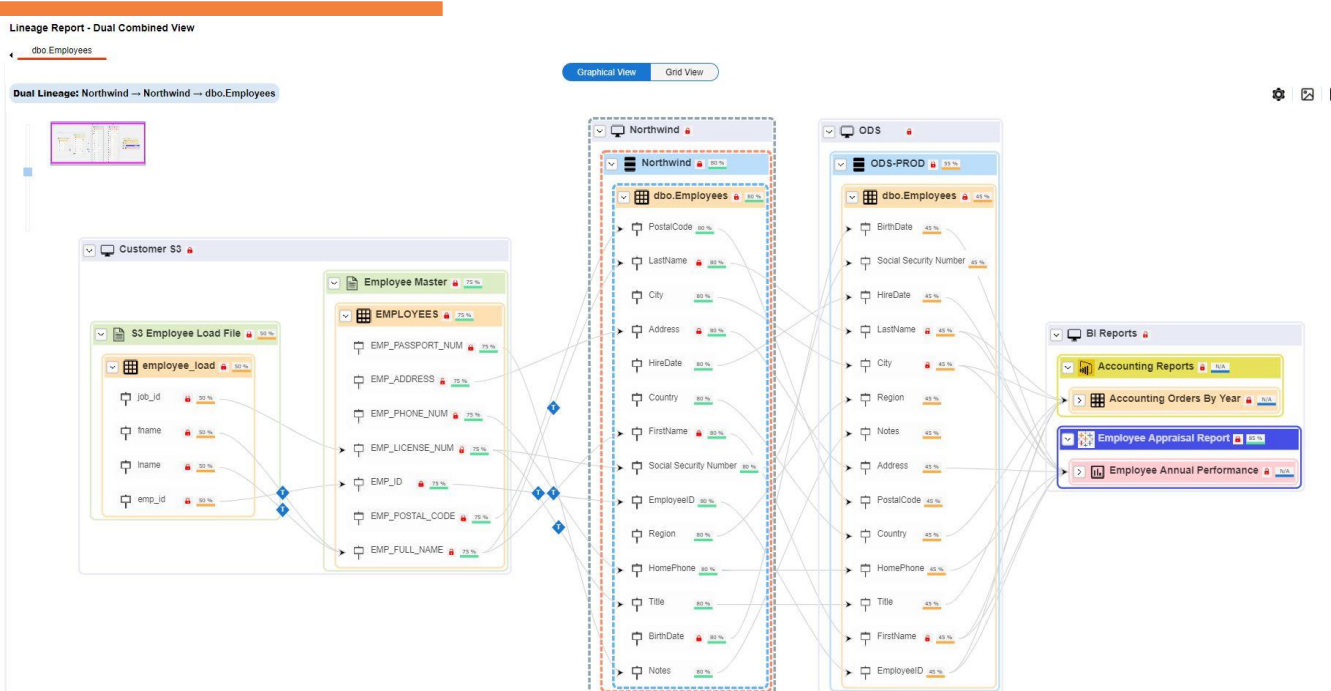 Lineage Report - Dual Combined View
dbo.Employees
Graphical View Grid View
Dual Lineage: Northwind → Northwind → dbo.Employees
Customer S3
S3 Employee Load File 50 %
employee_load 50 %
job_id 50 %
fname 50 %
lname 50 %
emp_id 50 %
Employee Master 75 %
EMPLOYEES 75 %
EMP_PASSPORT_NUM 75 %
EMP_ADDRESS 75 %
EMP_PHONE_NUM 75 %
EMP_LICENSE_NUM 75 %
EMP_ID 75 %
EMP_POSTAL_CODE 75 %
EMP_FULL_NAME 75 %
T
T
T
T
T
T
Northwind
Northwind 80 %
dbo.Employees 80 %
PostalCode 80 %
LastName 80 %
City 80 %
Address 80 %
HireDate 80 %
Country 80 %
FirstName 80 %
Social Security Number 80 %
EmployeeID 80 %
Region 80 %
HomePhone 80 %
Title 80 %
BirthDate 80 %
Notes 80 %
ODS
ODS-PROD 55 %
dbo.Employees 45 %
BirthDate 45 %
Social Security Number 45 %
HireDate 45 %
LastName 45 %
City 45 %
Region 45 %
Notes 45 %
Address 45 %
PostalCode 45 %
Country 45 %
HomePhone 45 %
Title 45 %
FirstName 45 %
EmployeeID 45 %
BI Reports
Accounting Reports N/A
Accounting Orders By Year N/A
Employee Appraisal Report 85 %
Employee Annual Performance N/A